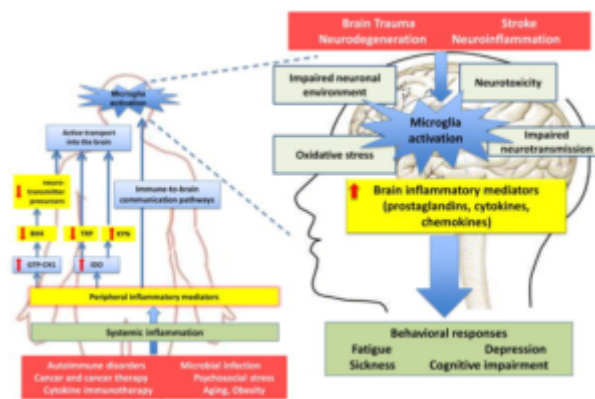 Microglia
activation
Active transport
into the brain
neuro-
transmitter
precursors
Immune-to-brain
communication pathways
BH4
TRP
KYN
GTP-CH1
IDO
Peripheral inflammatory mediators
Systemic inflammation
Autoimmune disorders
Cancer and cancer therapy
Cytokine immunotherapy
Microbial infection
Psychosocial stress
Aging, Obesity
Brain Trauma
Neurodegeneration
Stroke
Neuroinflammation
Impaired neuronal
environment
Neurotoxicity
Microglia
activation
Oxidative stress
Impaired
neurotransmission
Brain inflammatory mediators
(prostaglandins, cytokines,
chemokines)
Behavioral responses
Fatigue Depression
Sickness Cognitive impairment